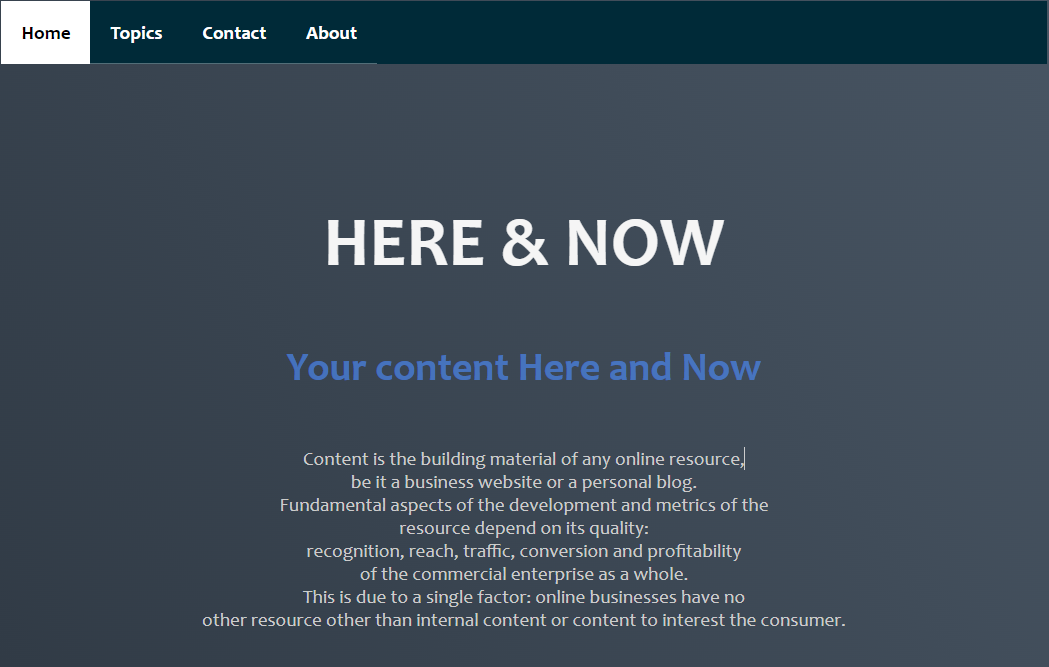 Home Topics Contact About
HERE & NOW
Your content Here and Now
Content is the building material of any online resource,
be it a business website or a personal blog.
Fundamental aspects of the development and metrics of the
resource depend on its quality:
recognition, reach, traffic, conversion and profitability
of the commercial enterprise as a whole.
This is due to a single factor: online businesses have no
other resource other than internal content or content to interest the consumer.